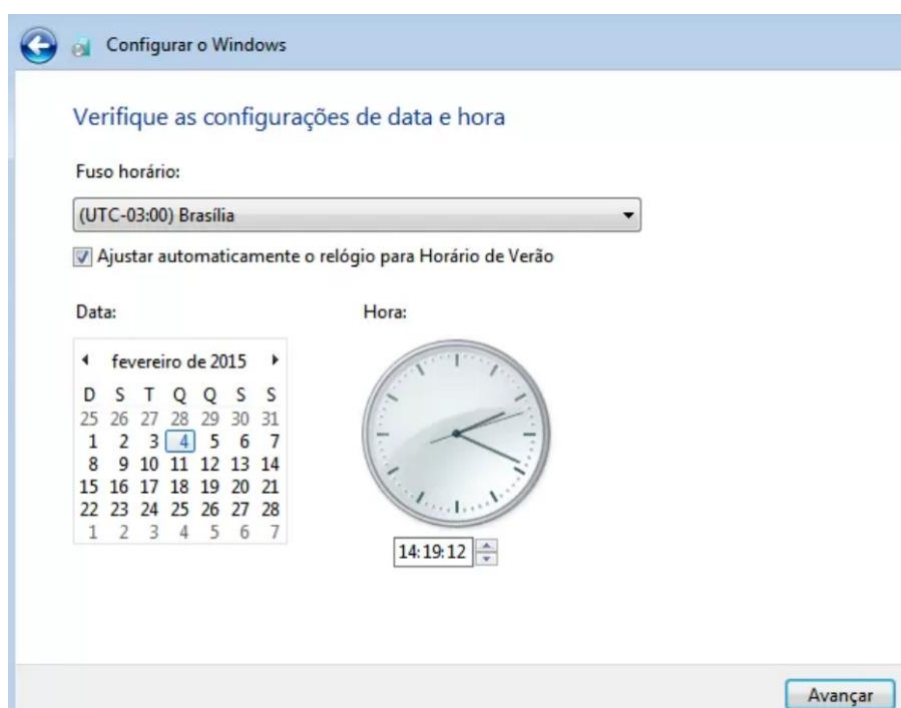 Configurar o Windows
Verifique as configurações de data e hora
Fuso horário:
(UTC-03:00) Brasília
Ajustar automaticamente o relógio para Horário de Verão
Data:
Hora:
fevereiro de 2015
D S T Q Q S S
25 26 27 28 29 30 31
1 2 3 4 5 6 7
8 9 10 11 12 13 14
15 16 17 18 19 20 21
22 23 24 25 26 27 28
1 2 3 4 5 6 7
14:19:12
Avançar